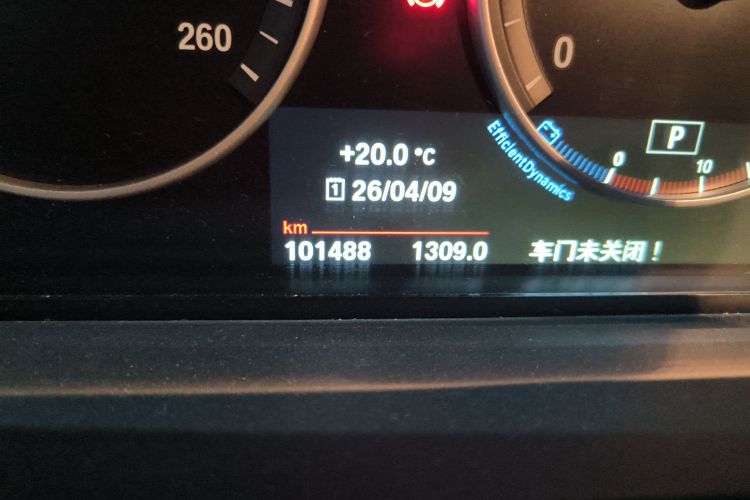 260
0
+20.0 °C
P
EfficientDynamics
0 10
1 26/04/09
km
101488 1309.0 车门未关闭！